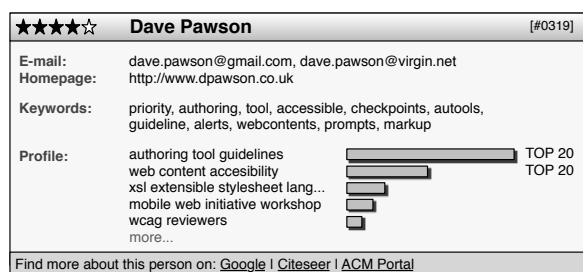 ★★★★☆ Dave Pawson [#0319]
E-mail: dave.pawson@gmail.com, dave.pawson@virgin.net
Homepage: http://www.dpawson.co.uk
Keywords: priority, authoring, tool, accessible, checkpoints, autools,
guideline, alerts, webcontents, prompts, markup
Profile: authoring tool guidelines TOP 20
web content accesibility TOP 20
xsl extensible stylesheet lang...
mobile web initiative workshop
wcag reviewers
more...
Find more about this person on: Google | Citeseer | ACM Portal